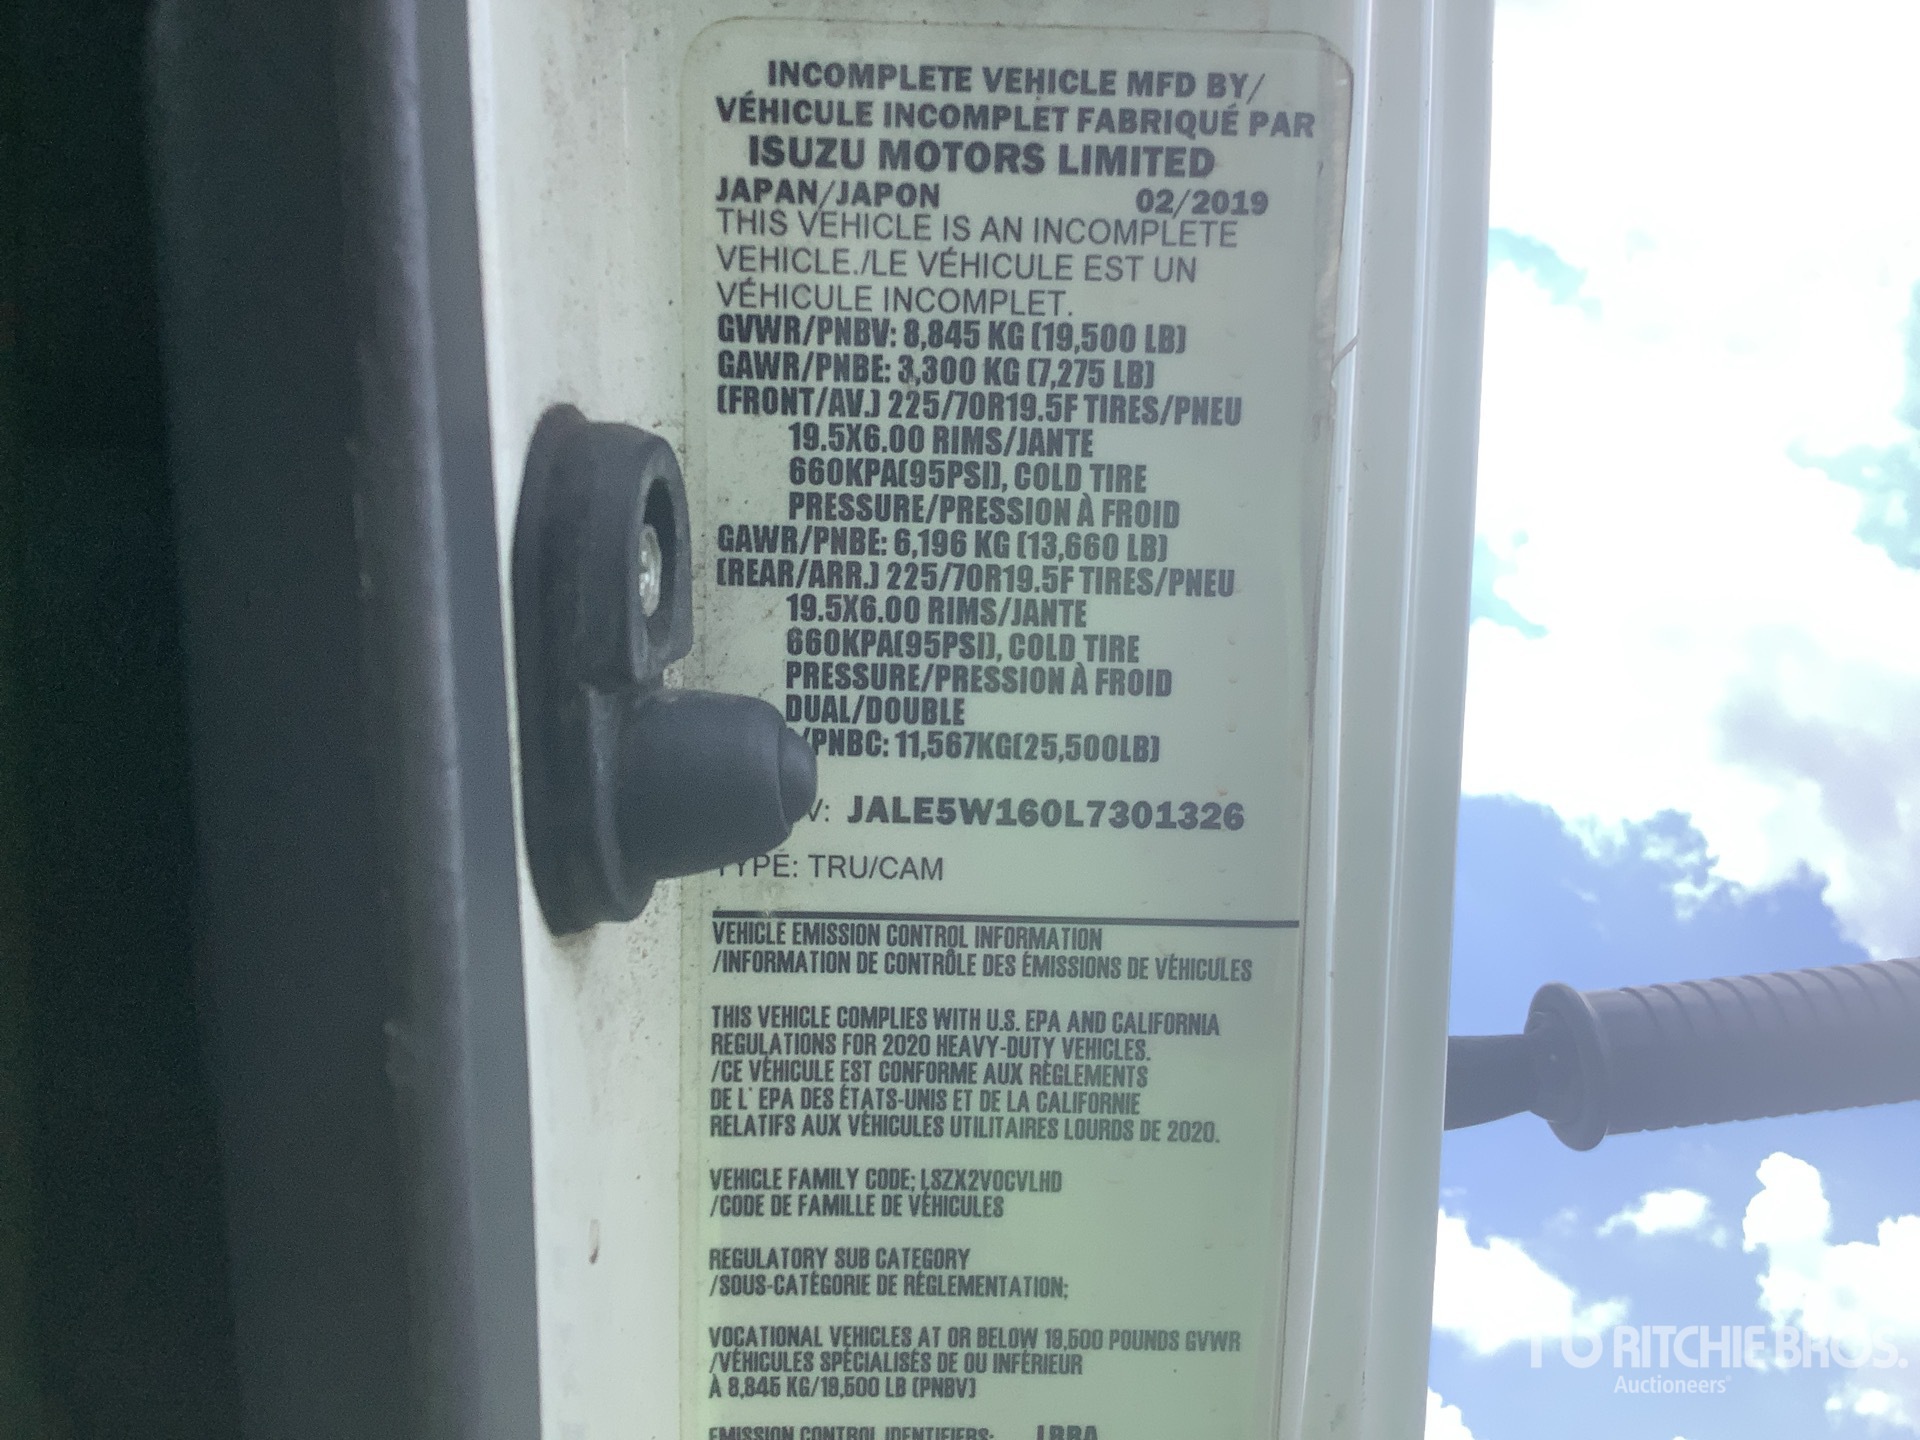 INCOMPLETE VEHICLE MFD BY/
VÉHICULE INCOMPLET FABRIQUÉ PAR
ISUZU MOTORS LIMITED
JAPAN/JAPON 02/2019
THIS VEHICLE IS AN INCOMPLETE
VEHICLE./LE VÉHICULE EST UN
VÉHICULE INCOMPLET.
GVWR/PNBV: 8,845 KG (19,500 LB)
GAWR/PNBE: 3,300 KG (7,275 LB)
(FRONT/AV.) 225/70R19.5F TIRES/PNEU
19.5X6.00 RIMS/JANTE
660KPA(95PSI), COLD TIRE
PRESSURE/PRESSION À FROID
GAWR/PNBE: 6,196 KG (13,660 LB)
(REAR/ARR.) 225/70R19.5F TIRES/PNEU
19.5X6.00 RIMS/JANTE
660KPA(95PSI), COLD TIRE
PRESSURE/PRESSION À FROID
DUAL/DOUBLE
/PNBC: 11,567KG(25,500LB)
V: JALE5W160L7301326
TYPE: TRU/CAM
VEHICLE EMISSION CONTROL INFORMATION
/INFORMATION DE CONTRÔLE DES ÉMISSIONS DE VÉHICULES
THIS VEHICLE COMPLIES WITH U.S. EPA AND CALIFORNIA
REGULATIONS FOR 2020 HEAVY-DUTY VEHICLES.
/CE VÉHICULE EST CONFORME AUX RÈGLEMENTS
DE L' EPA DES ÉTATS-UNIS ET DE LA CALIFORNIE
RELATIFS AUX VÉHICULES UTILITAIRES LOURDS DE 2020.
VEHICLE FAMILY CODE; LSZX2VOCVLHD
/CODE DE FAMILLE DE VÉHICULES
REGULATORY SUB CATEGORY
/SOUS-CATÉGORIE DE RÉGLEMENTATION;
VOCATIONAL VEHICLES AT OR BELOW 19,500 POUNDS GVWR
/VÉHICULES SPÉCIALISÉS DE OU INFÉRIEUR
À 8,845 KG/19,500 LB (PNBV)
EMISSION CONTROL IDENTIFIERS:
RITCHIE BROS.
Auctioneers